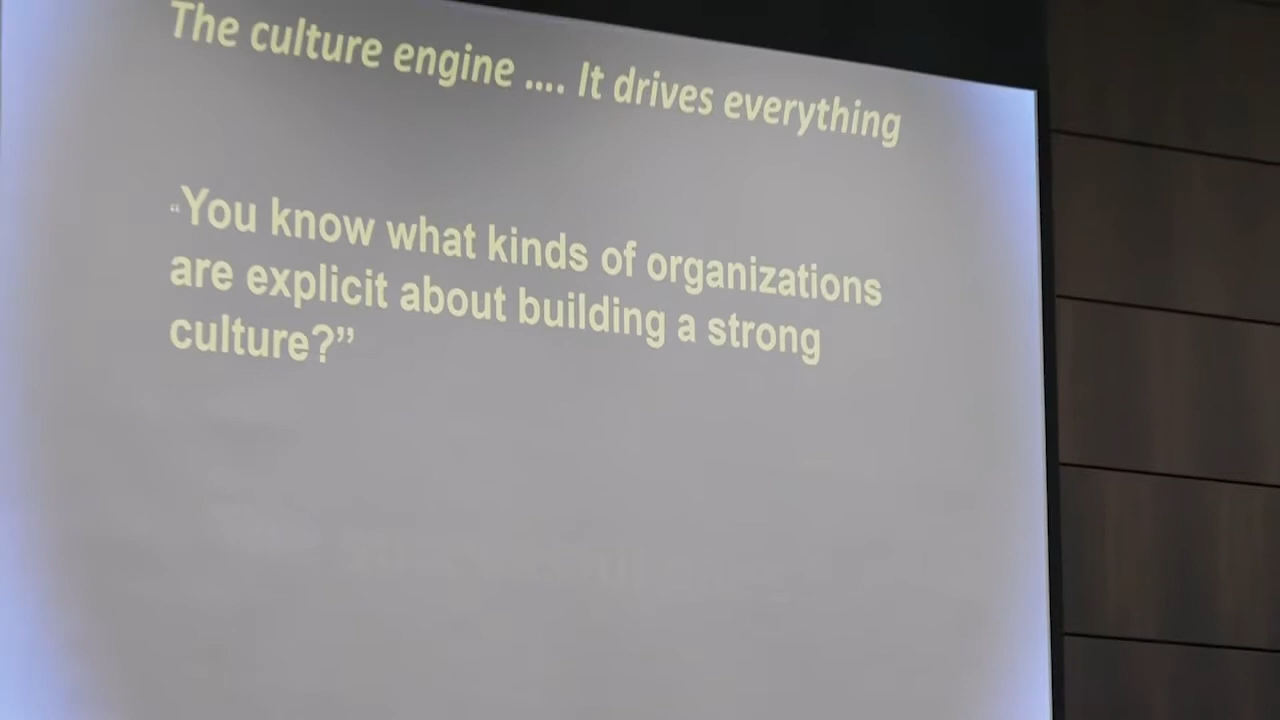 The culture engine .... It drives everything
“You know what kinds of organizations
are explicit about building a strong
culture?”